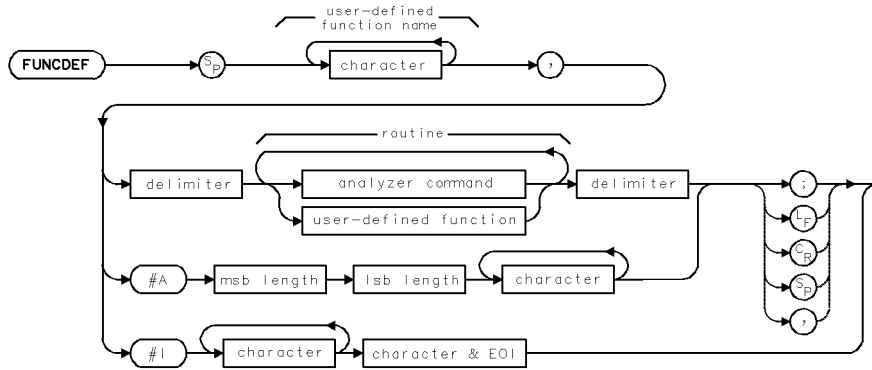 user-defined
function name
FUNCDEF
SP
character
,
routine
delimiter
analyzer command
user-defined function
delimiter
;
LF
CR
SP
,
#A
msb length
lsb length
character
#I
character
character & EOI